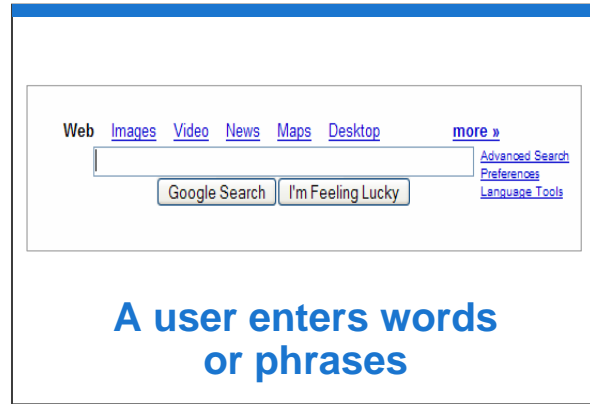 Web Images Video News Maps Desktop more »
Advanced Search
Preferences
Language Tools
Google Search I'm Feeling Lucky
A user enters words
or phrases